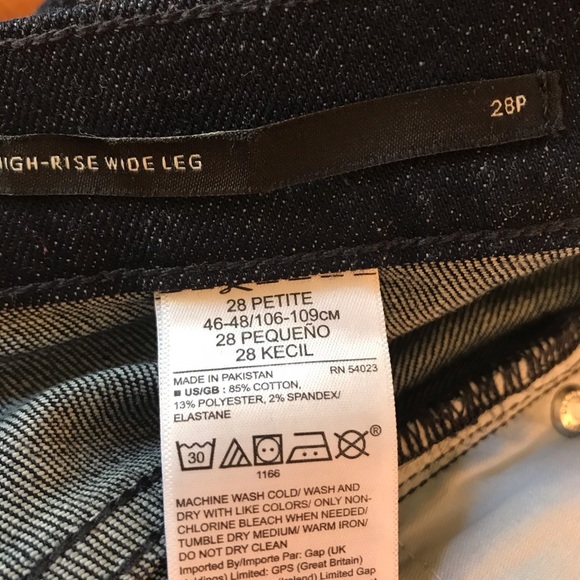 28P
HIGH-RISE WIDE LEG
28 PETITE
46-48/106-109CM
28 PEQUEÑO
28 KECIL
MADE IN PAKISTAN RN 54023
■ US/GB : 85% COTTON,
13% POLYESTER, 2% SPANDEX/
ELASTANE
30 ®
1166
MACHINE WASH COLD/ WASH AND
DRY WITH LIKE COLORS/ ONLY NON-
CHLORINE BLEACH WHEN NEEDED/
TUMBLE DRY MEDIUM/ WARM IRON/
DO NOT DRY CLEAN
Imported By/Importe Par: Gap (UK
Limited: GPS (Great Britain)
Limited Gap